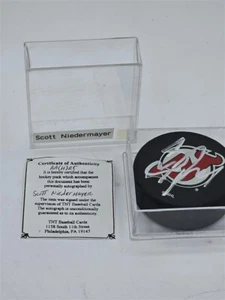 Scott Niedermayer
Certificate of Authenticity
It is hereby certified that the
hockey puck which accompanies
this document has been
personally autographed by
Scott Niedermayer
The item was signed under the
supervision of TNT Baseball Cards
The autograph is unconditionally
guaranteed as to its authenticity
TNT Baseball Cards
1138 South 11th Street
Philadelphia, PA 19147